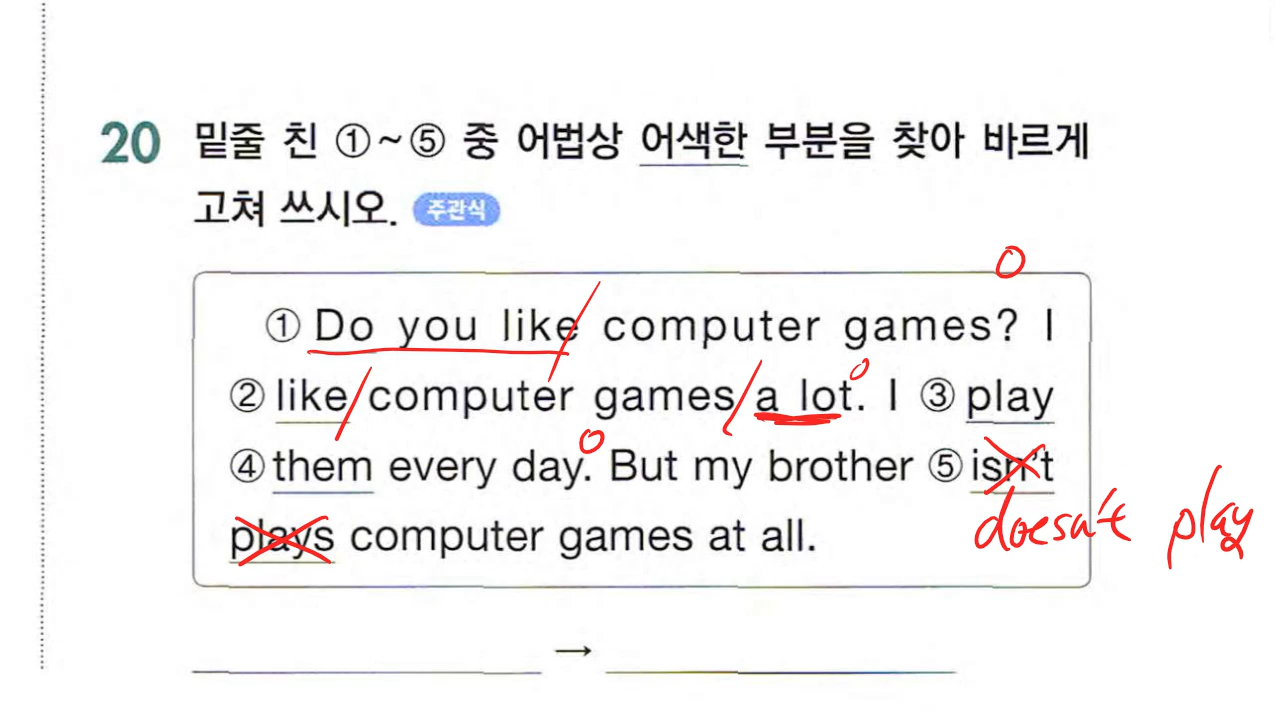 20 밑줄 친 ①~⑤ 중 어법상 어색한 부분을 찾아 바르게
고쳐 쓰시오. 주관식
① Do you like computer games? I
② like computer games a lot. I ③ play
④ them every day. But my brother ⑤ isn't
doesn't play
plays computer games at all.
→